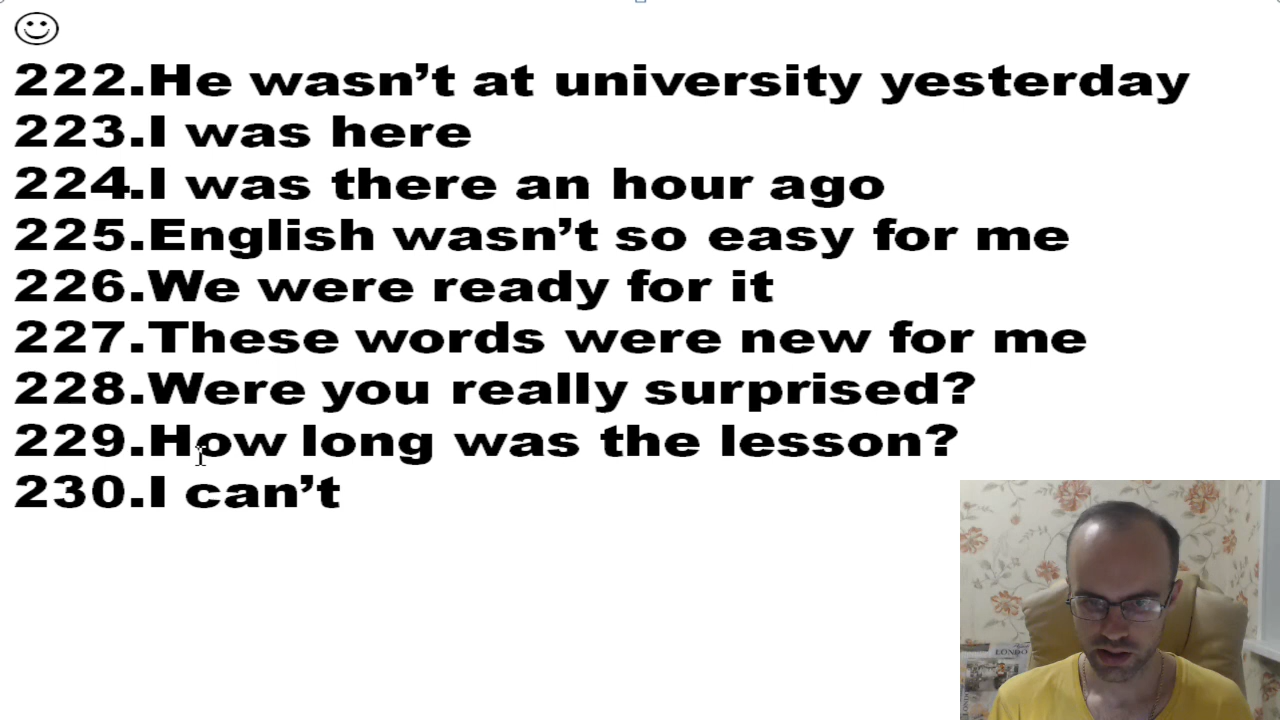 222.He wasn’t at university yesterday
223.I was here
224.I was there an hour ago
225.English wasn’t so easy for me
226.We were ready for it
227.These words were new for me
228.Were you really surprised?
229.How long was the lesson?
230.I can’t
LONDO